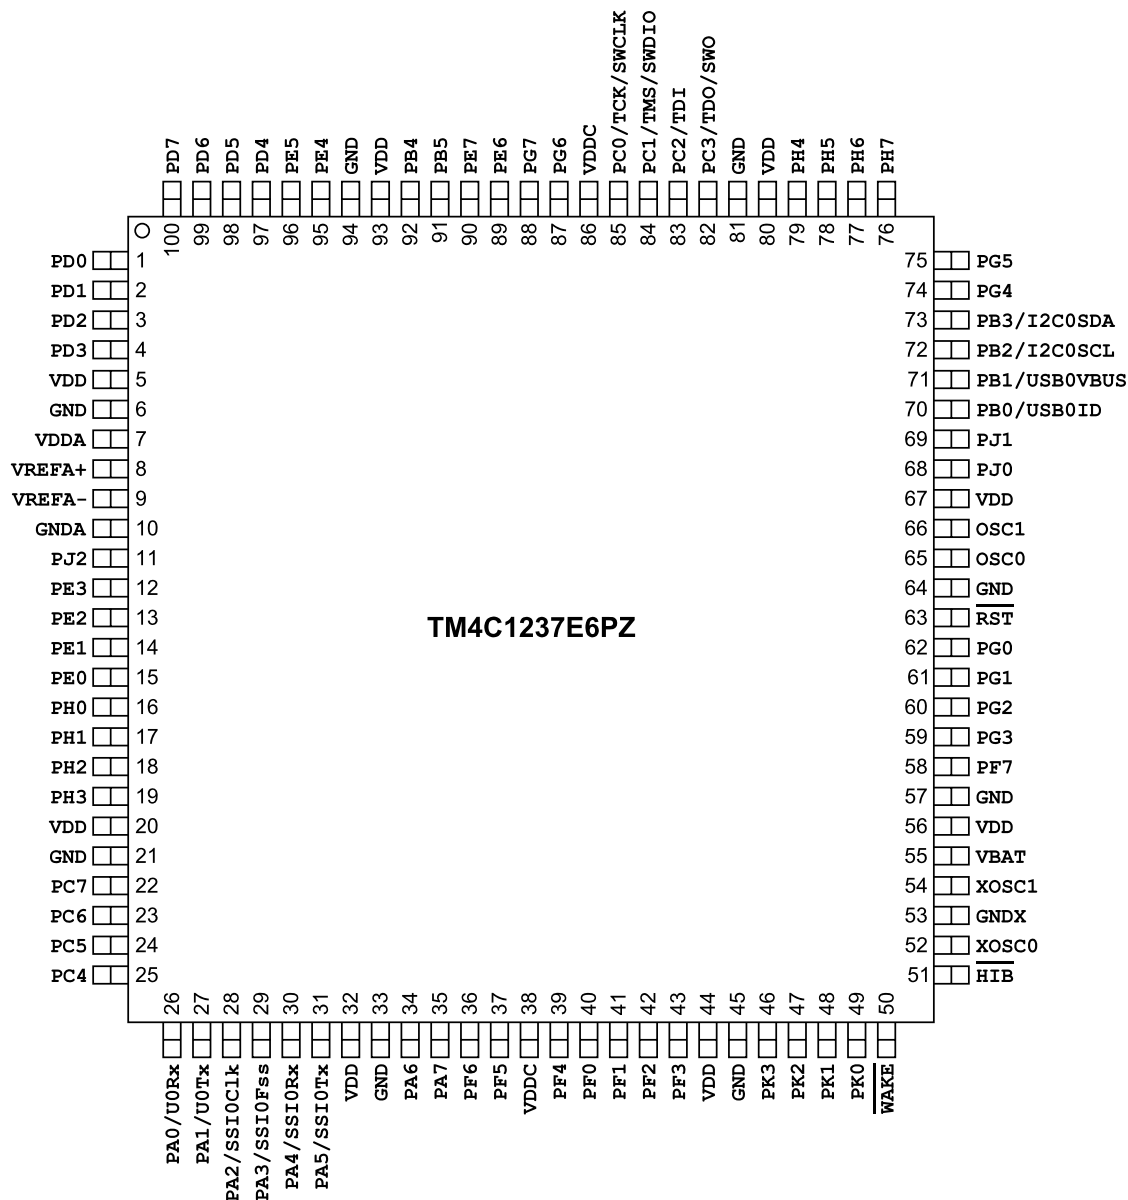 PD7 PD6 PD5 PD4 PE5 PE4 GND VDD PB4 PB5 PE7 PE6 PG7 PG6 VDDC PC0/TCK/SWCLK PC1/TMS/SWDIO PC2/TDI PC3/TDO/SWO GND VDD PH4 PH5 PH6 PH7
100 99 98 97 96 95 94 93 92 91 90 89 88 87 86 85 84 83 82 81 80 79 78 77 76
PD0 1 75 PG5
PD1 2 74 PG4
PD2 3 73 PB3/I2C0SDA
PD3 4 72 PB2/I2C0SCL
VDD 5 71 PB1/USB0VBUS
GND 6 70 PB0/USB0ID
VDDA 7 69 PJ1
VREFA+ 8 68 PJ0
VREFA- 9 67 VDD
GNDA 10 66 OSC1
PJ2 11 65 OSC0
PE3 12 64 GND
PE2 13 63 RST
TM4C1237E6PZ
PE1 14 62 PG0
PE0 15 61 PG1
PH0 16 60 PG2
PH1 17 59 PG3
PH2 18 58 PF7
PH3 19 57 GND
VDD 20 56 VDD
GND 21 55 VBAT
PC7 22 54 XOSC1
PC6 23 53 GNDX
PC5 24 52 XOSC0
PC4 25 51 HIB
26 27 28 29 30 31 32 33 34 35 36 37 38 39 40 41 42 43 44 45 46 47 48 49 50
PA0/U0Rx PA1/U0Tx PA2/SSI0Clk PA3/SSI0Fss PA4/SSI0Rx PA5/SSI0Tx VDD GND PA6 PA7 PF6 PF5 VDDC PF4 PF0 PF1 PF2 PF3 VDD GND PK3 PK2 PK1 PK0 WAKE